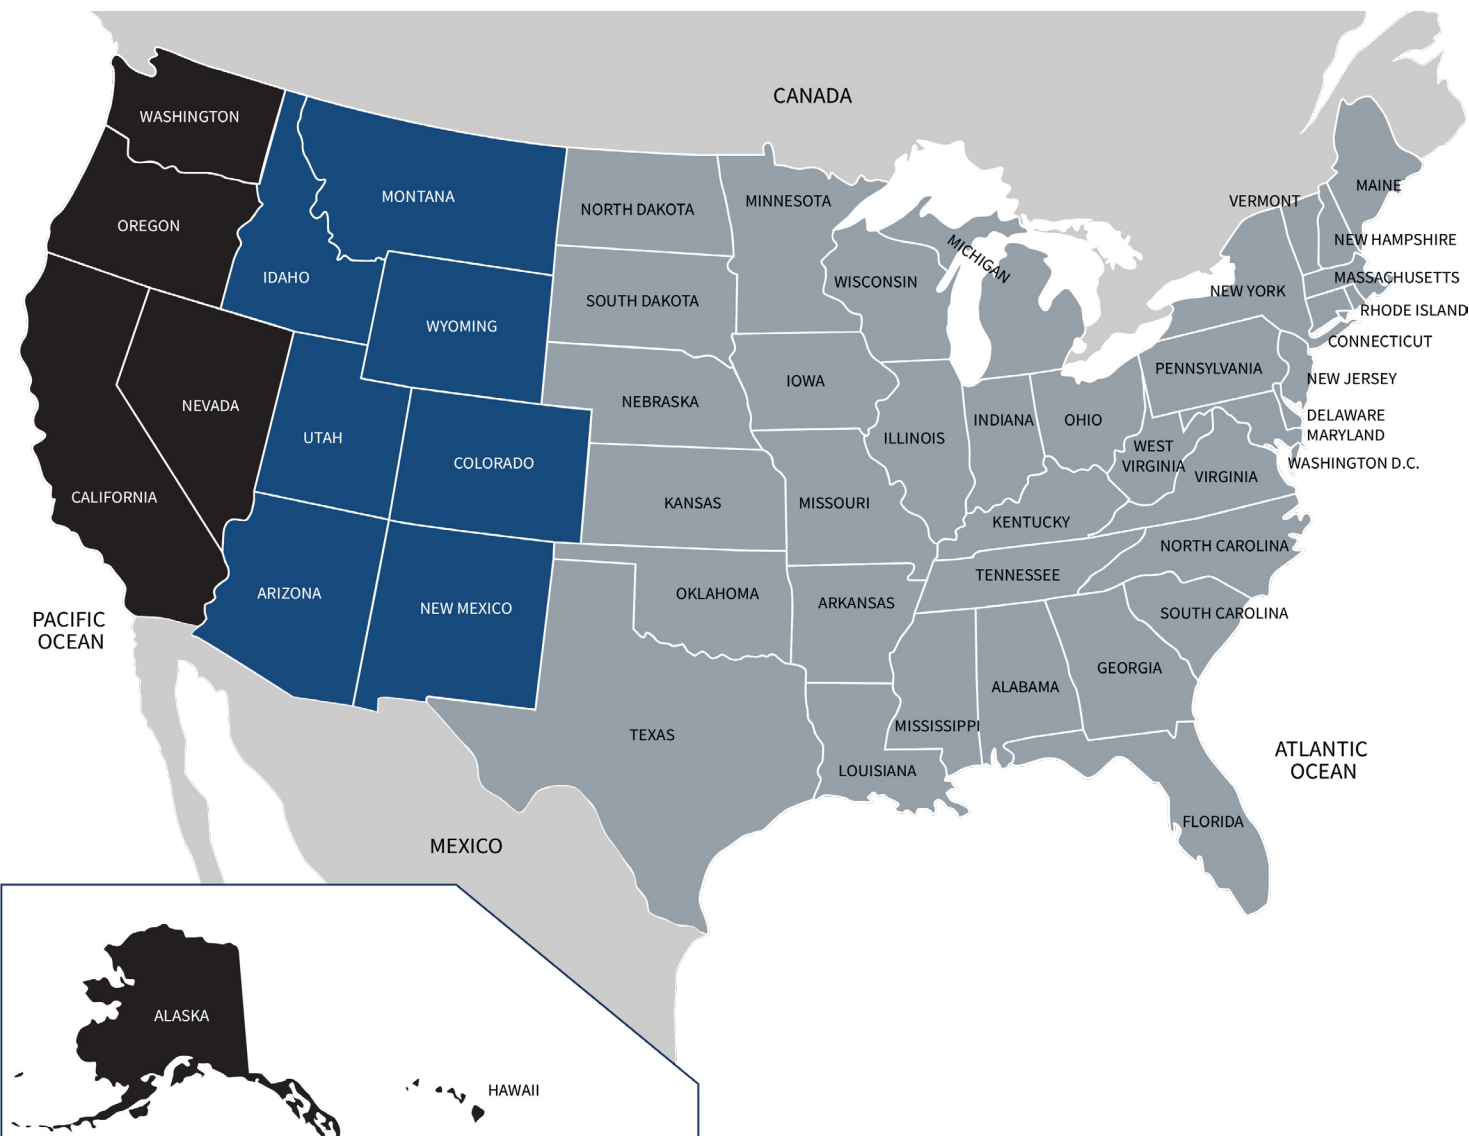 CANADA
WASHINGTON
OREGON
CALIFORNIA
NEVADA
IDAHO
MONTANA
WYOMING
UTAH
COLORADO
ARIZONA
NEW MEXICO
NORTH DAKOTA
SOUTH DAKOTA
NEBRASKA
KANSAS
OKLAHOMA
TEXAS
MINNESOTA
IOWA
MISSOURI
ARKANSAS
LOUISIANA
WISCONSIN
ILLINOIS
MICHIGAN
INDIANA
OHIO
KENTUCKY
TENNESSEE
MISSISSIPPI
ALABAMA
GEORGIA
FLORIDA
SOUTH CAROLINA
NORTH CAROLINA
VIRGINIA
WEST
VIRGINIA
PENNSYLVANIA
NEW YORK
VERMONT
MAINE
NEW HAMPSHIRE
MASSACHUSETTS
RHODE ISLAND
CONNECTICUT
NEW JERSEY
DELAWARE
MARYLAND
WASHINGTON D.C.
PACIFIC
OCEAN
ATLANTIC
OCEAN
MEXICO
ALASKA
HAWAII